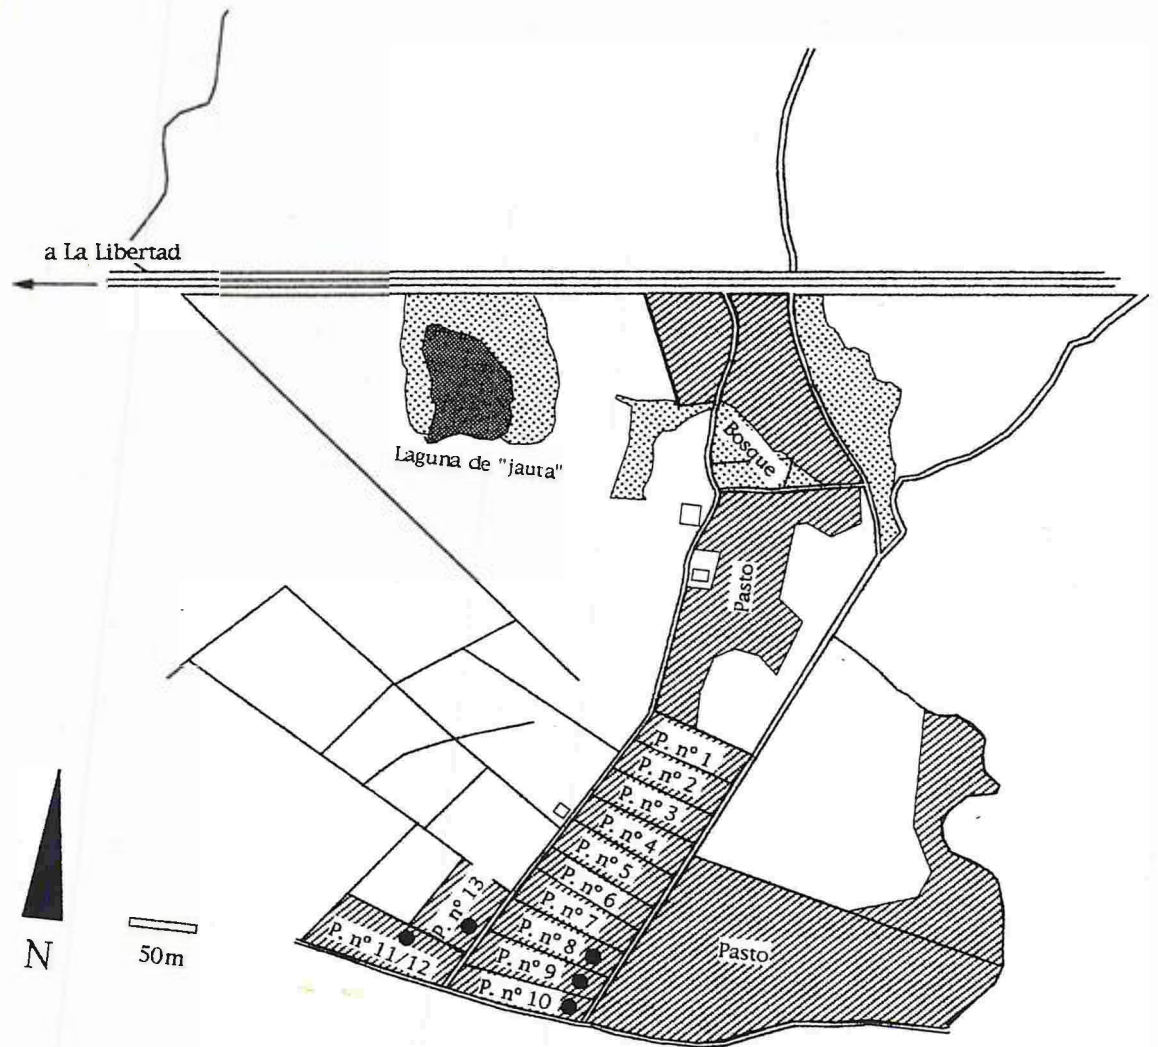 a La Libertad
Laguna de "jauta"
Bosque
Pasto
P. nº 1
P. nº 2
P. nº 3
P. nº 4
P. nº 5
P. nº 6
P. nº 7
P. nº 8
P. nº 9
P. nº 10
P. nº 13
P. nº 11/12
Pasto
N
50m